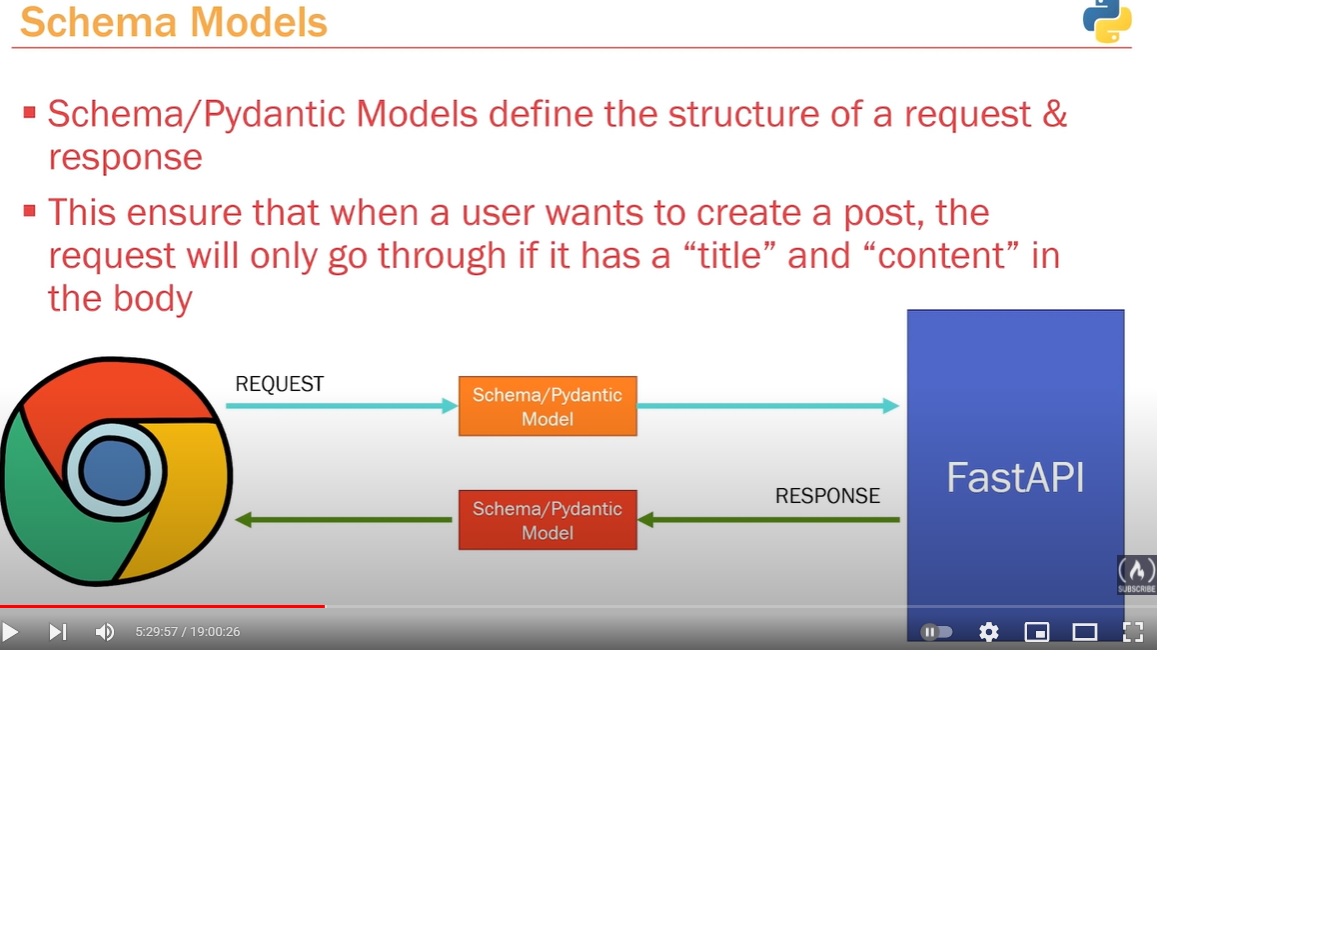 Schema Models
Schema/Pydantic Models define the structure of a request &
response
This ensure that when a user wants to create a post, the
request will only go through if it has a “title” and “content” in
the body
REQUEST
Schema/Pydantic
Model
FastAPI
RESPONSE
Schema/Pydantic
Model
SUBSCRIBE
5:29:57 / 19:00:26